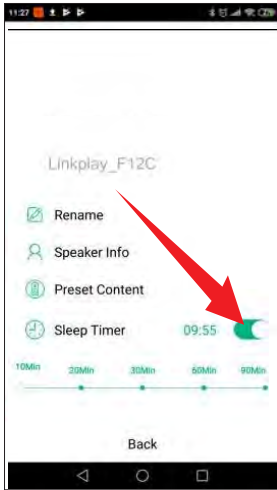 11:27
Linkplay_F12C
Rename
Speaker Info
Preset Content
Sleep Timer 09:55
10Min 20Min 30Min 60Min 90Min
Back